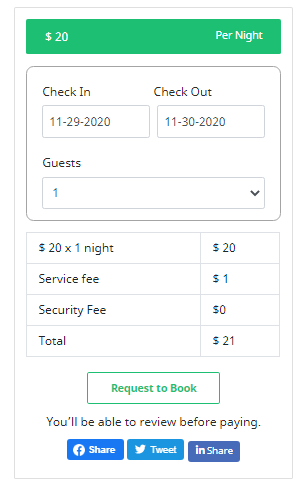 $ 20 Per Night
Check In Check Out
11-29-2020 11-30-2020
Guests
1
$ 20 x 1 night $ 20
Service fee $ 1
Security Fee $0
Total $ 21
Request to Book
You’ll be able to review before paying.
Share Tweet in Share